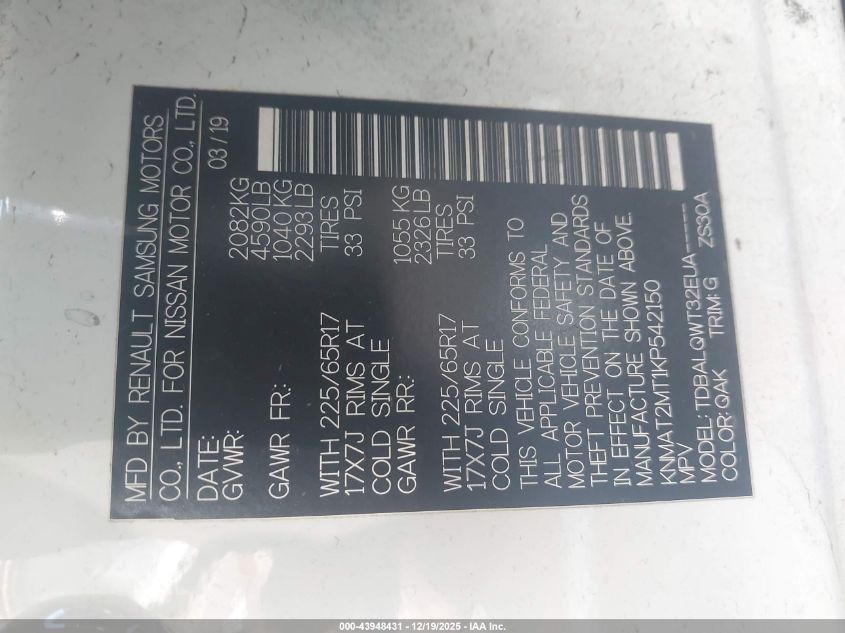 MFD BY RENAULT SAMSUNG MOTORS
CO., LTD. FOR NISSAN MOTOR CO., LTD.
DATE: 03/19
GVWR: 2082KG
4590LB
GAWR FR: 1040KG
2293LB
WITH 225/65R17 TIRES
17X7J RIMS AT 33 PSI
COLD SINGLE
GAWR RR: 1055KG
2326LB
WITH 225/65R17 TIRES
17X7J RIMS AT 33 PSI
COLD SINGLE
THIS VEHICLE CONFORMS TO
ALL APPLICABLE FEDERAL
MOTOR VEHICLE SAFETY AND
THEFT PREVENTION STANDARDS
IN EFFECT ON THE DATE OF
MANUFACTURE SHOWN ABOVE.
KNMAT2MT1KP542150
MPV
MODEL: TDBALQWT32EUA-----
COLOR: QAK TRIM: G ZS30A
000-43948431 - 12/19/2025 - IAA Inc.